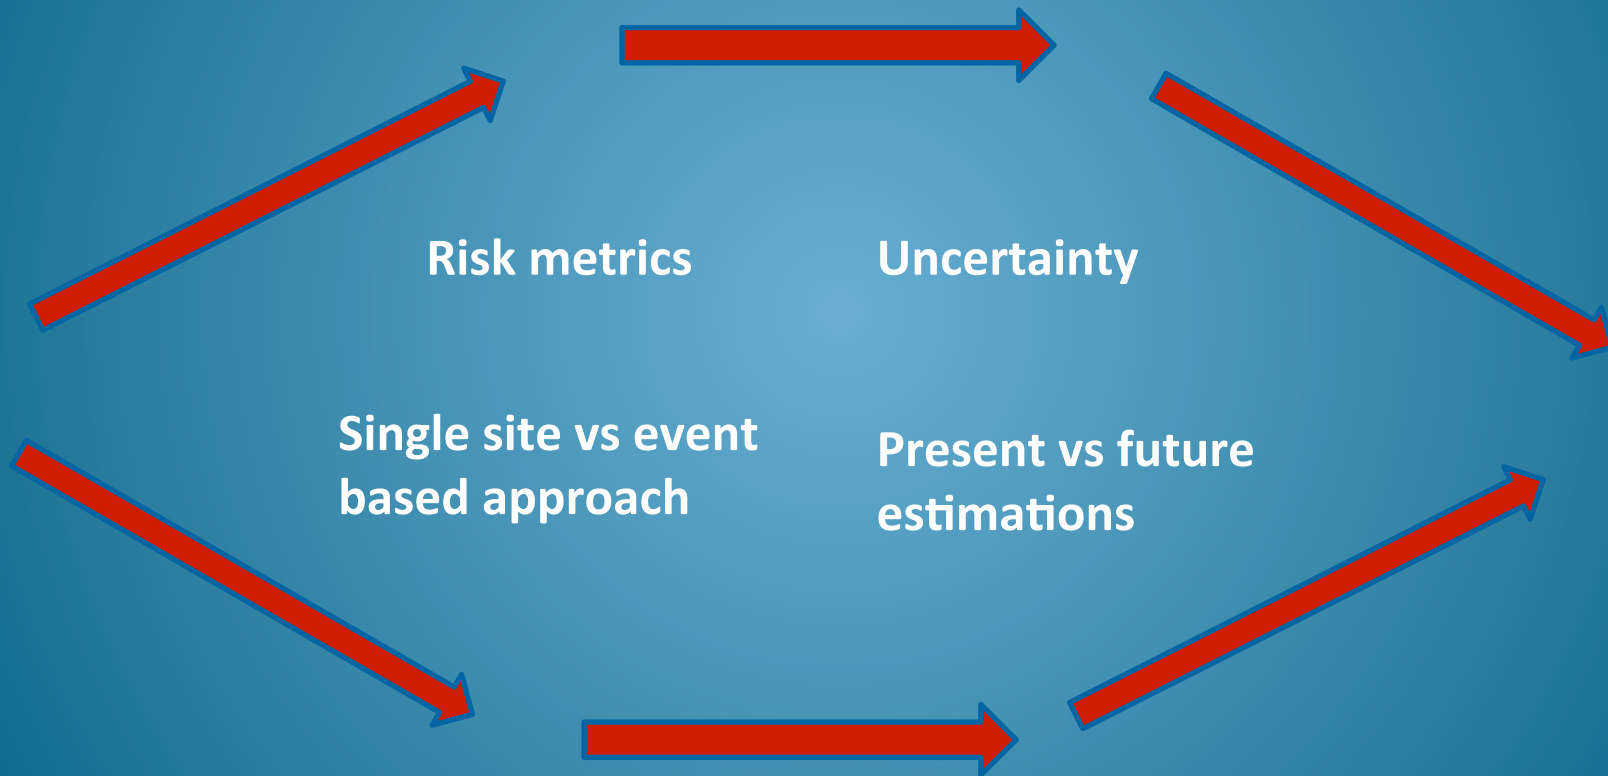 Risk metrics
Uncertainty
Single site vs event
based approach
Present vs future
estimations